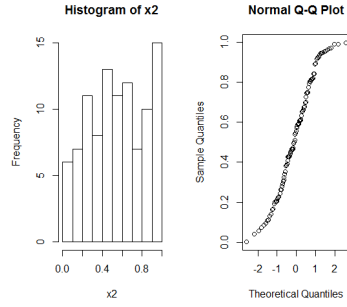 Histogram of x2
Frequency
15
10
5
0
0.0 0.4 0.8
x2
Normal Q-Q Plot
Sample Quantiles
1.0
0.8
0.6
0.4
0.2
0.0
-2 -1 0 1 2
Theoretical Quantiles